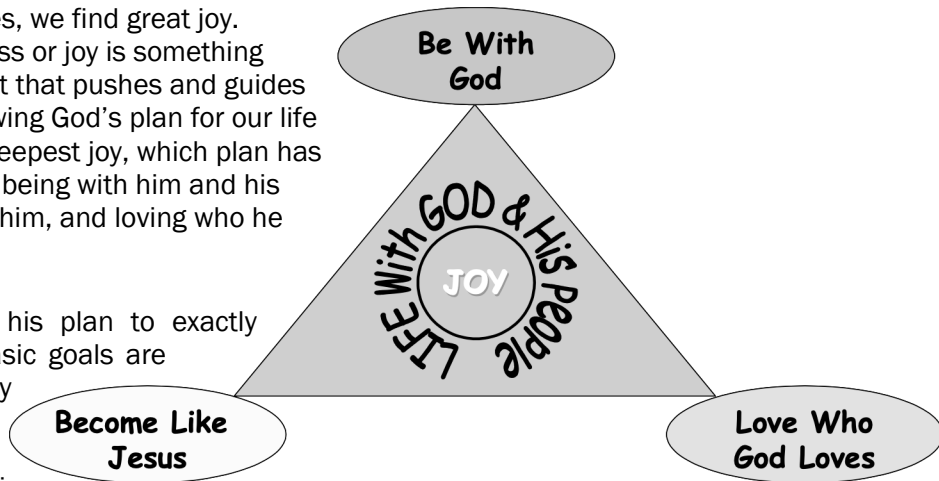 es, we find great joy.
ss or joy is something
t that pushes and guides
ving God's plan for our life
eepest joy, which plan has
being with him and his
him, and loving who he
his plan to exactly
asic goals are
y
.
Be With
God
LIFE With GOD & His PEOPLE
JOY
Become Like
Jesus
Love Who
God Loves